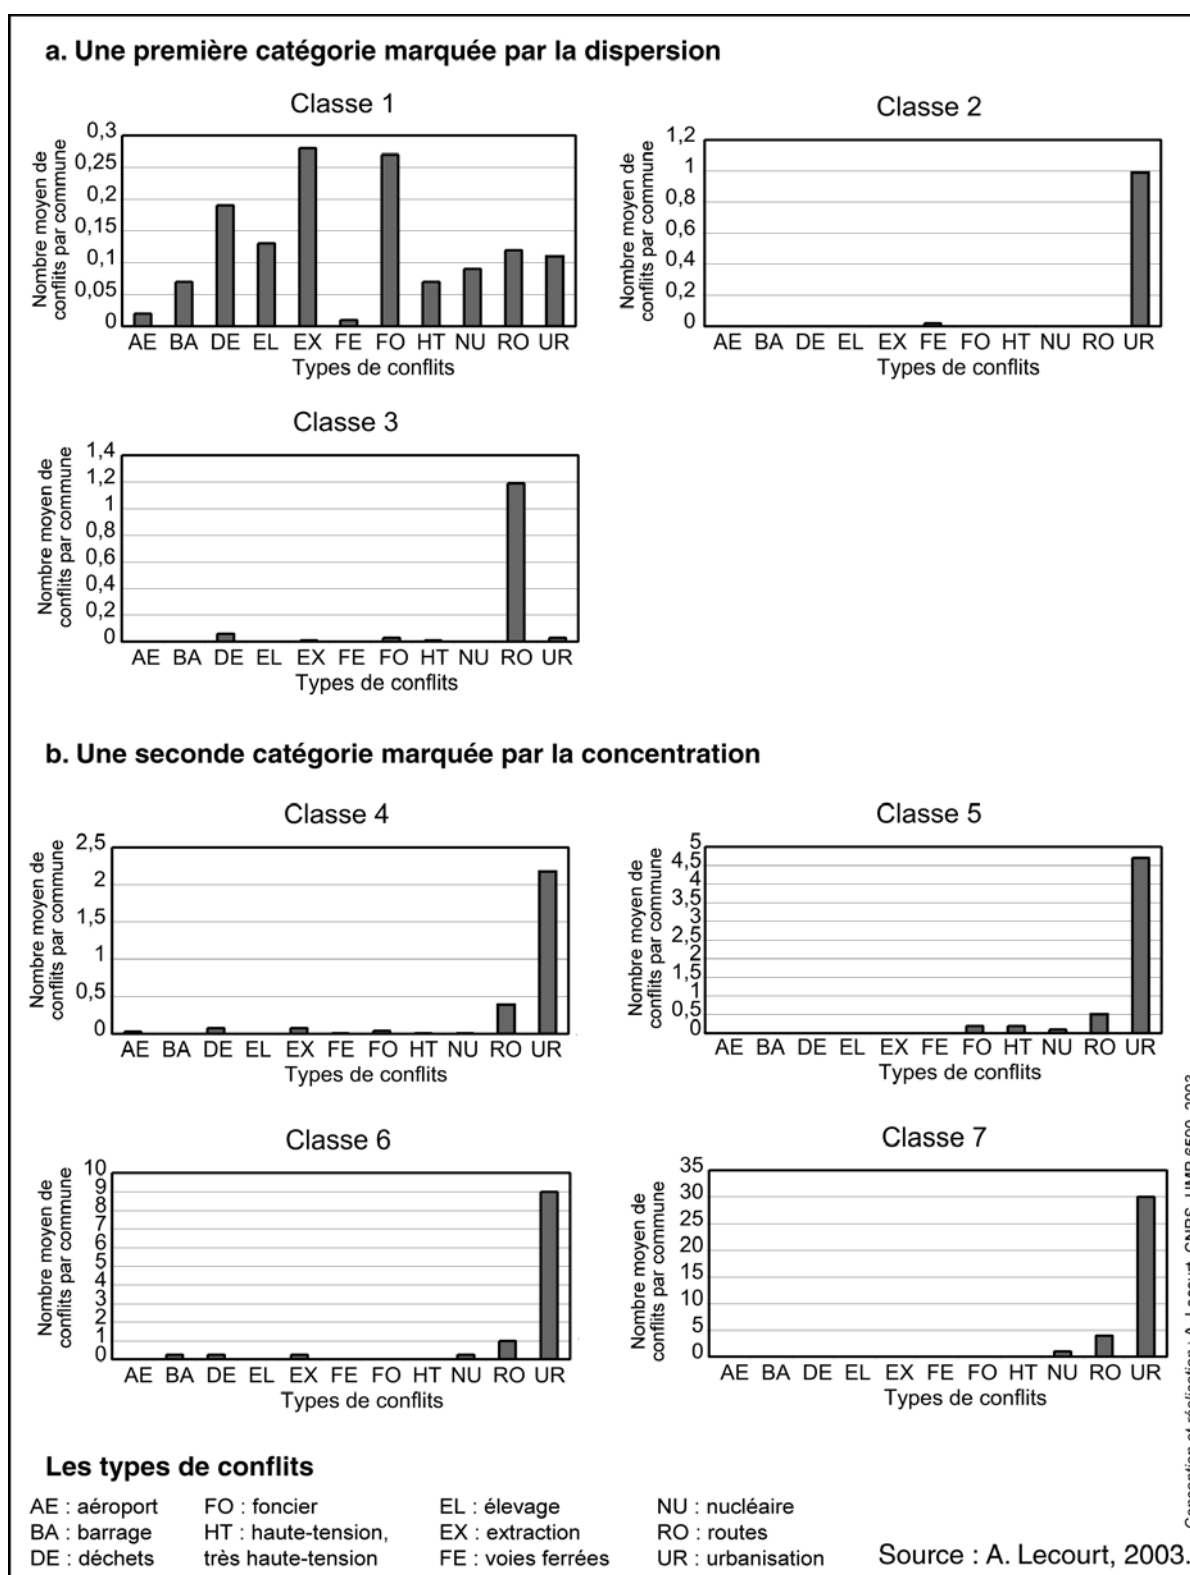 a. Une première catégorie marquée par la dispersion
Classe 1
Nombre moyen de
conflits par commune
0,3
0,25
0,2
0,15
0,1
0,05
0
AE BA DE EL EX FE FO HT NU RO UR
Types de conflits
Classe 2
Nombre moyen de
conflits par commune
1,2
1
0,8
0,6
0,4
0,2
0
AE BA DE EL EX FE FO HT NU RO UR
Types de conflits
Classe 3
Nombre moyen de
conflits par commune
1,4
1,2
1
0,8
0,6
0,4
0,2
0
AE BA DE EL EX FE FO HT NU RO UR
Types de conflits
b. Une seconde catégorie marquée par la concentration
Classe 4
Nombre moyen de
conflits par commune
2,5
2
1,5
1
0,5
0
AE BA DE EL EX FE FO HT NU RO UR
Types de conflits
Classe 5
Nombre moyen de
conflits par commune
5
4,5
4
3,5
3
2,5
2
1,5
1
0,5
0
AE BA DE EL EX FE FO HT NU RO UR
Types de conflits
Classe 6
Nombre moyen de
conflits par commune
10
9
8
7
6
5
4
3
2
1
0
AE BA DE EL EX FE FO HT NU RO UR
Types de conflits
Classe 7
Nombre moyen de
conflits par commune
35
30
25
20
15
10
5
0
AE BA DE EL EX FE FO HT NU RO UR
Types de conflits
Conception et réalisation : A. Lecourt, CNRS, UMR 6590, 2003
Les types de conflits
AE : aéroport FO : foncier EL : élevage NU : nucléaire
BA : barrage HT : haute-tension, EX : extraction RO : routes
DE : déchets très haute-tension FE : voies ferrées UR : urbanisation
Source : A. Lecourt, 2003.